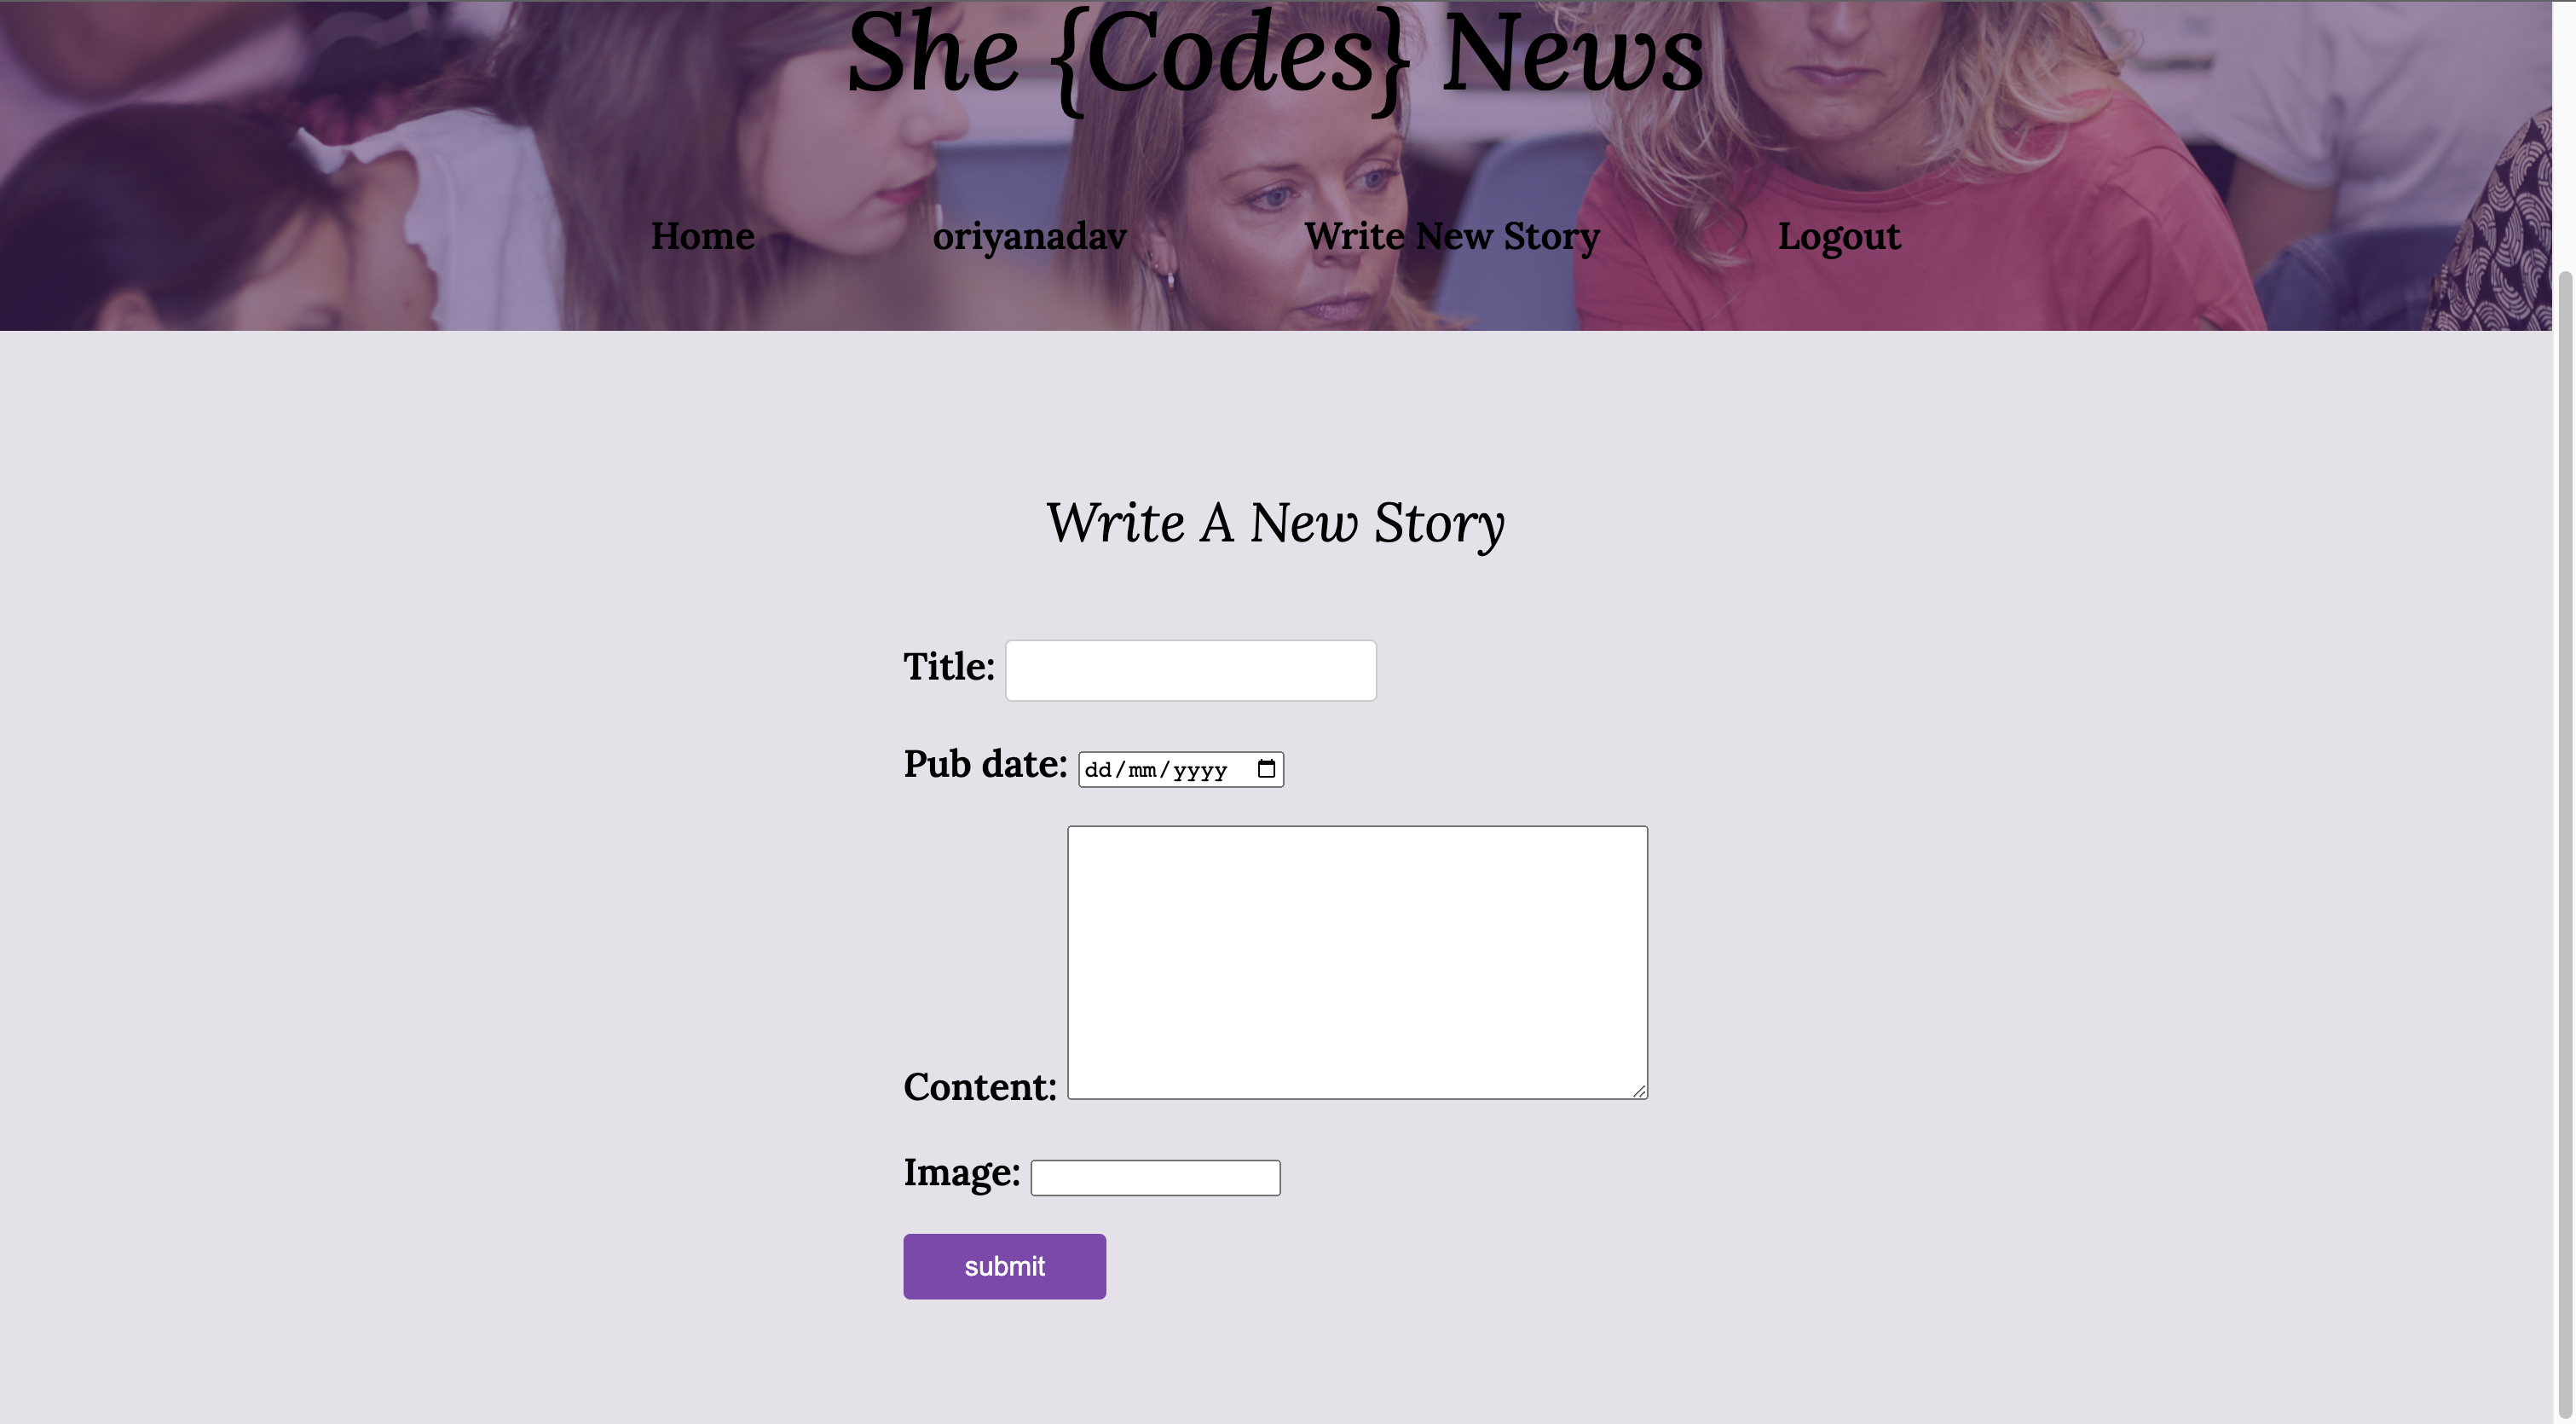 She {Codes} News
Home oriyanadav Write New Story Logout
Write A New Story
Title:
Pub date: dd/mm/yyyy
Content:
Image:
submit